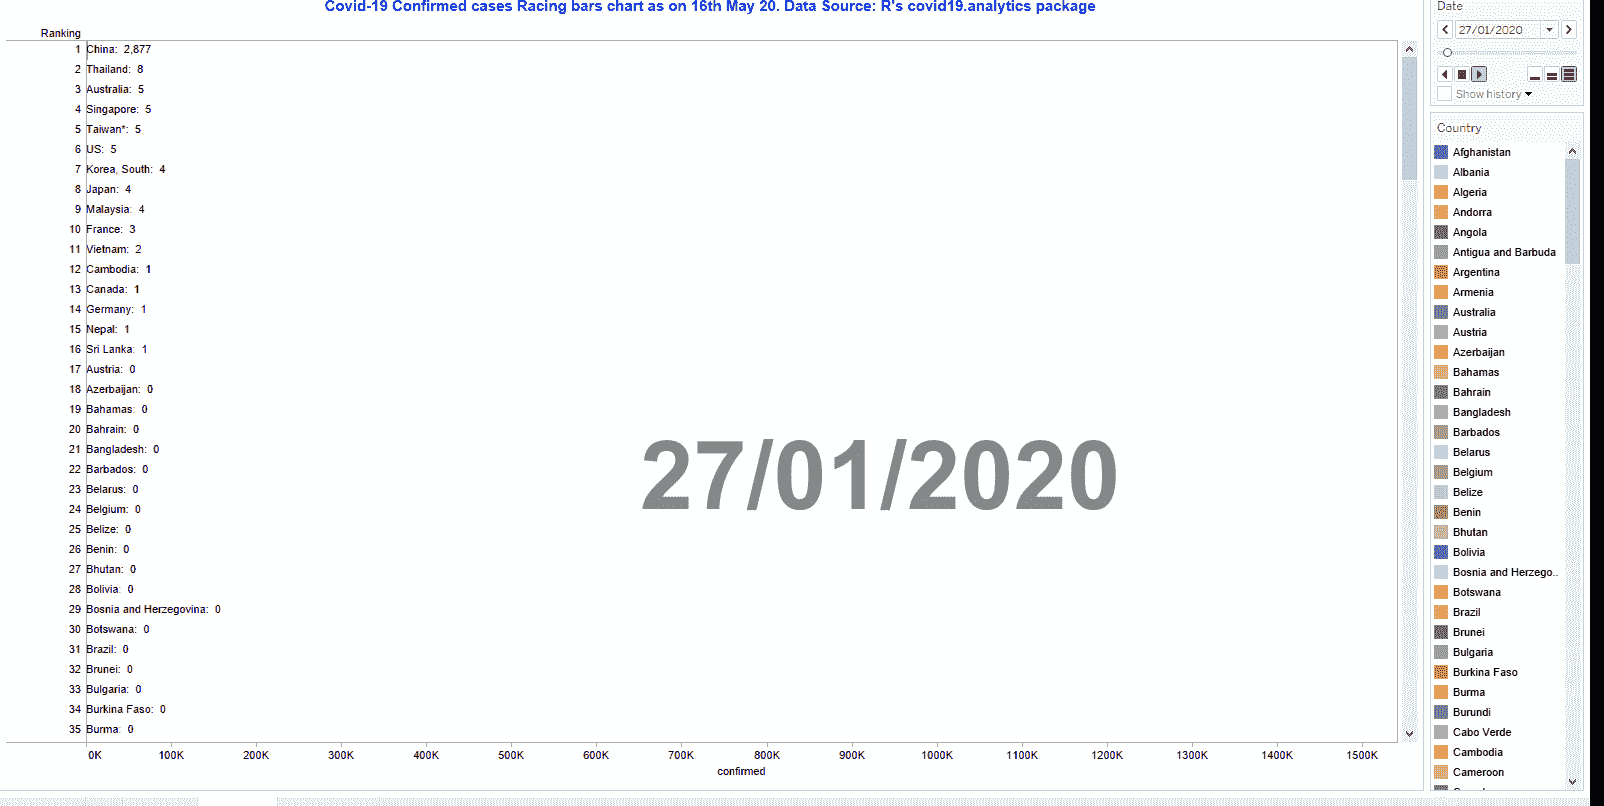 Covid-19 Confirmed cases Racing bars chart as on 16th May 20. Data Source: R's covid19.analytics package
Ranking
1 China: 2,877
2 Thailand: 8
3 Australia: 5
4 Singapore: 5
5 Taiwan*: 5
6 US: 5
7 Korea, South: 4
8 Japan: 4
9 Malaysia: 4
10 France: 3
11 Vietnam: 2
12 Cambodia: 1
13 Canada: 1
14 Germany: 1
15 Nepal: 1
16 Sri Lanka: 1
17 Austria: 0
18 Azerbaijan: 0
19 Bahamas: 0
20 Bahrain: 0
21 Bangladesh: 0
22 Barbados: 0
23 Belarus: 0
24 Belgium: 0
25 Belize: 0
26 Benin: 0
27 Bhutan: 0
28 Bolivia: 0
29 Bosnia and Herzegovina: 0
30 Botswana: 0
31 Brazil: 0
32 Brunei: 0
33 Bulgaria: 0
34 Burkina Faso: 0
35 Burma: 0
27/01/2020
0K 100K 200K 300K 400K 500K 600K 700K 800K 900K 1000K 1100K 1200K 1300K 1400K 1500K
confirmed
Date
27/01/2020
Show history
Country
Afghanistan
Albania
Algeria
Andorra
Angola
Antigua and Barbuda
Argentina
Armenia
Australia
Austria
Azerbaijan
Bahamas
Bahrain
Bangladesh
Barbados
Belarus
Belgium
Belize
Benin
Bhutan
Bolivia
Bosnia and Herzego..
Botswana
Brazil
Brunei
Bulgaria
Burkina Faso
Burma
Burundi
Cabo Verde
Cambodia
Cameroon